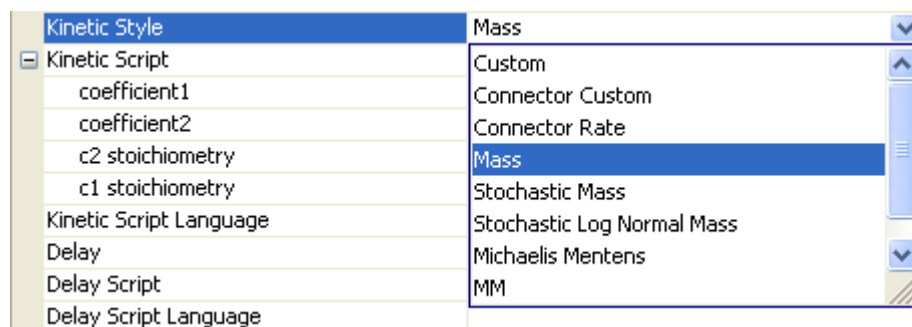 Kinetic Style Mass
Kinetic Script Custom
coefficient1 Connector Custom
coefficient2 Connector Rate
c2 stoichiometry Mass
c1 stoichiometry Stochastic Mass
Kinetic Script Language Stochastic Log Normal Mass
Delay Michaelis Mentens
Delay Script MM
Delay Script Language